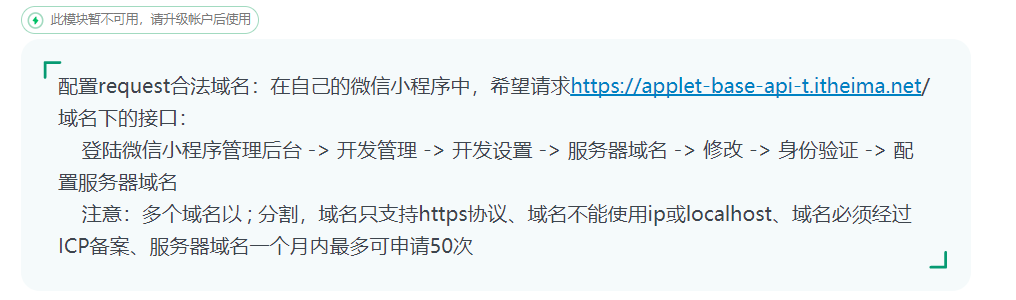 此模块暂不可用，请升级帐户后使用
配置request合法域名：在自己的微信小程序中，希望请求https://applet-base-api-t.itheima.net/
域名下的接口：
登陆微信小程序管理后台 -> 开发管理 -> 开发设置 -> 服务器域名 -> 修改 -> 身份验证 -> 配
置服务器域名
注意：多个域名以 ; 分割，域名只支持https协议、域名不能使用ip或localhost、域名必须经过
ICP备案、服务器域名一个月内最多可申请50次